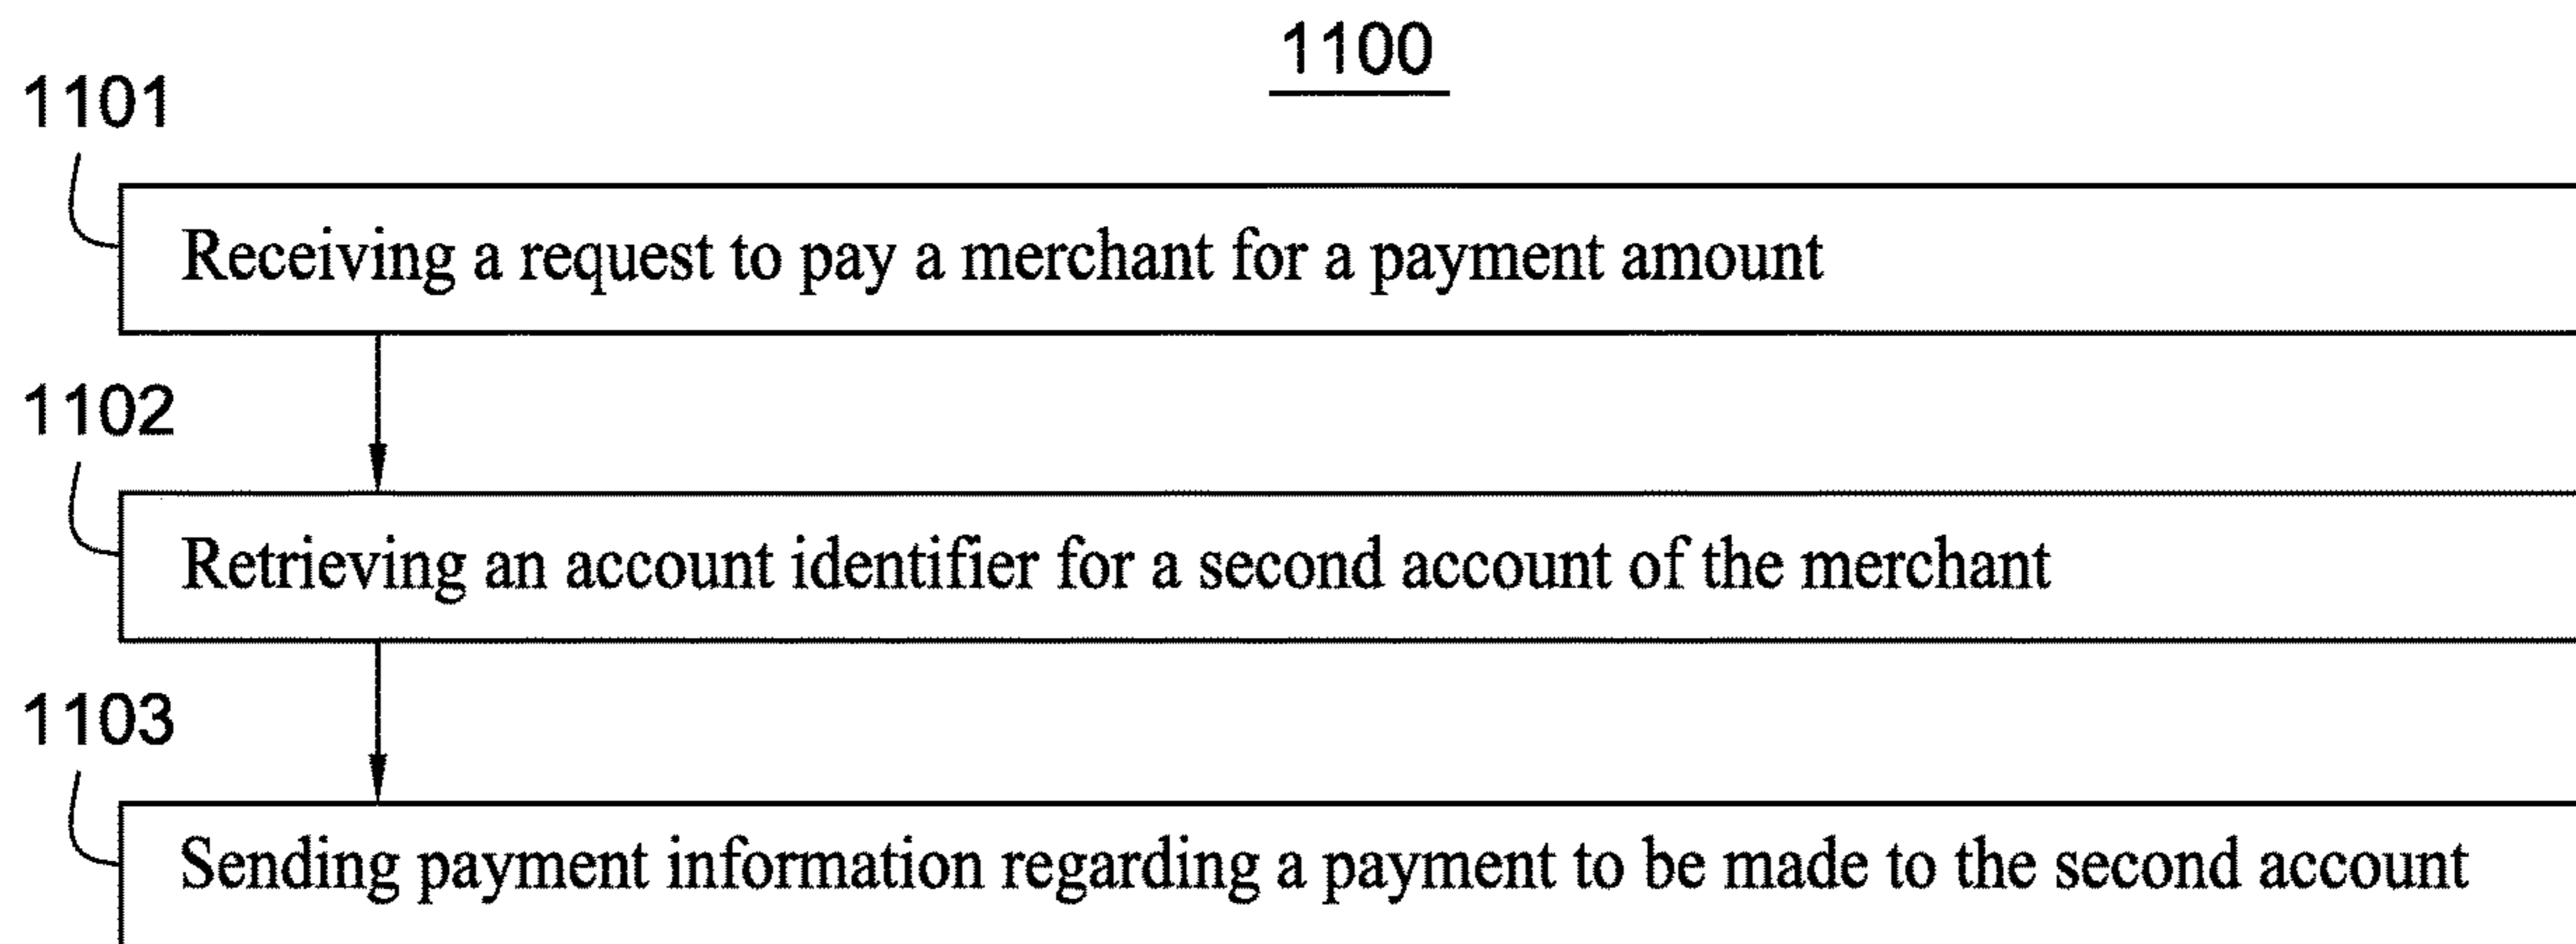 1100
1101
Receiving a request to pay a merchant for a payment amount
1102
Retrieving an account identifier for a second account of the merchant
1103
Sending payment information regarding a payment to be made to the second account